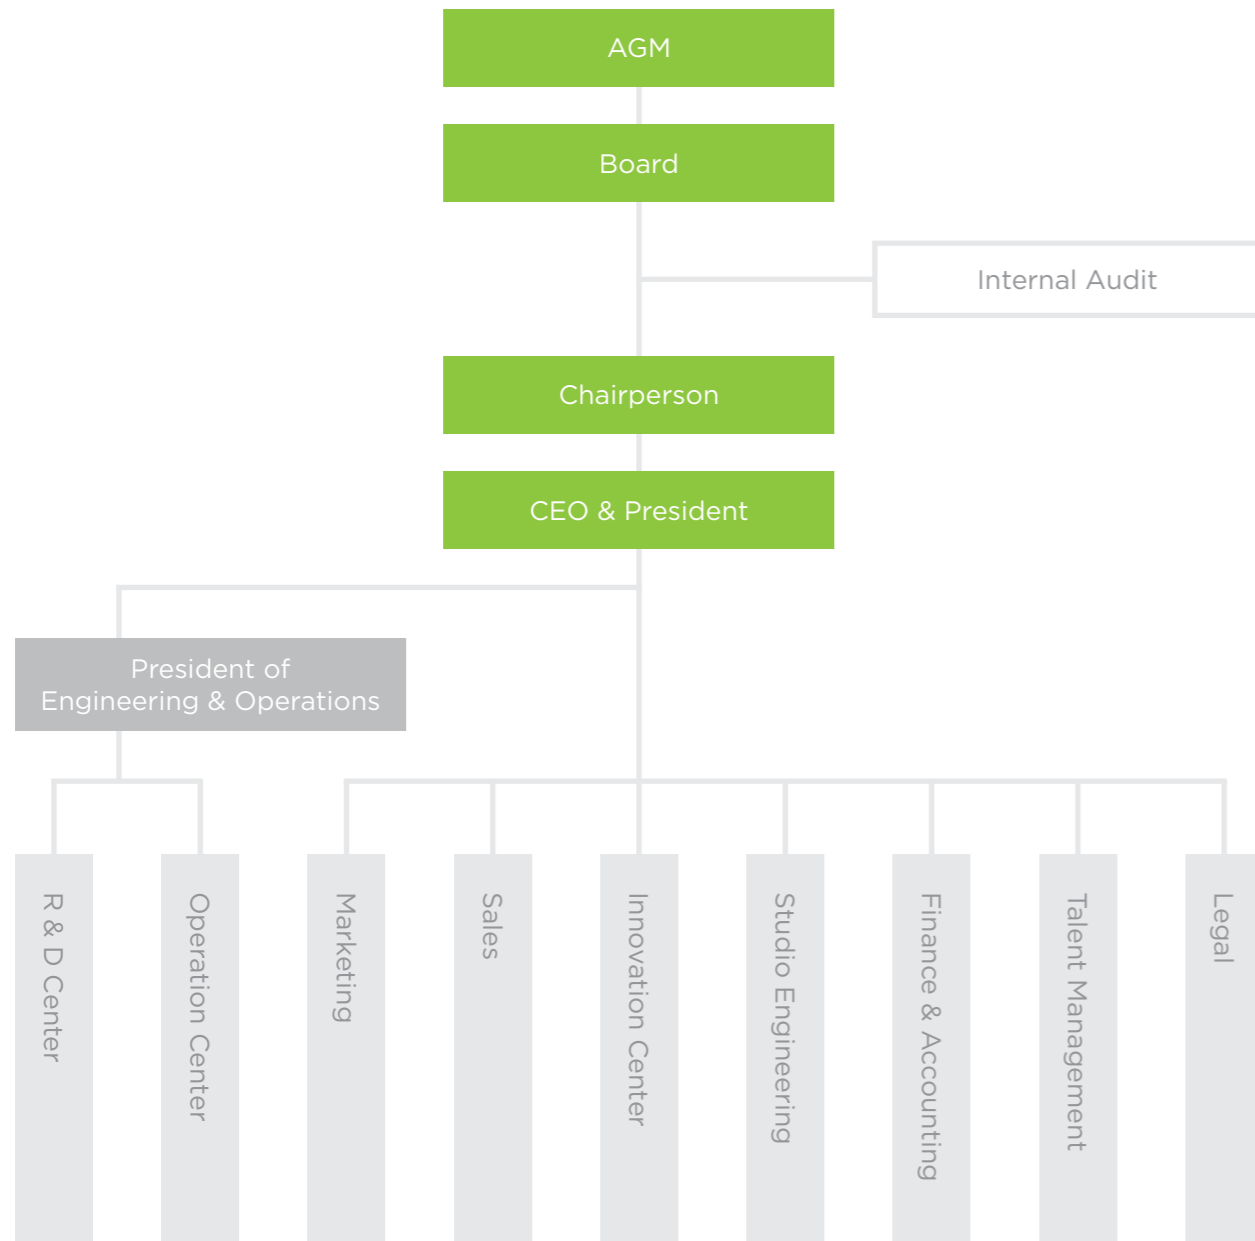 AGM
Board
Internal Audit
Chairperson
CEO & President
President of
Engineering & Operations
R & D Center
Operation Center
Marketing
Sales
Innovation Center
Studio Engineering
Finance & Accounting
Talent Management
Legal